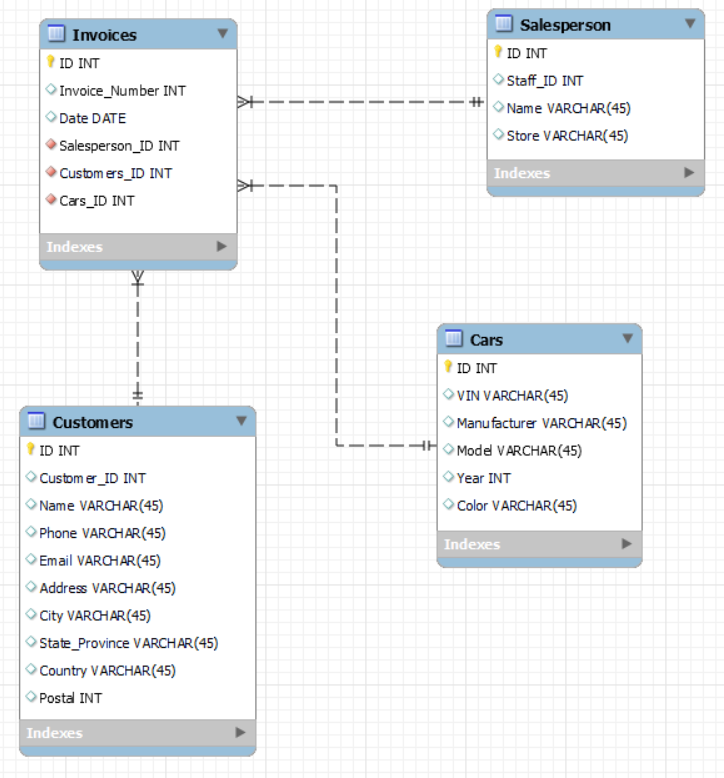 Invoices
ID INT
Invoice_Number INT
Date DATE
Salesperson_ID INT
Customers_ID INT
Cars_ID INT
Indexes
Salesperson
ID INT
Staff_ID INT
Name VARCHAR(45)
Store VARCHAR(45)
Indexes
Customers
ID INT
Customer_ID INT
Name VARCHAR(45)
Phone VARCHAR(45)
Email VARCHAR(45)
Address VARCHAR(45)
City VARCHAR(45)
State_Province VARCHAR(45)
Country VARCHAR(45)
Postal INT
Indexes
Cars
ID INT
VIN VARCHAR(45)
Manufacturer VARCHAR(45)
Model VARCHAR(45)
Year INT
Color VARCHAR(45)
Indexes